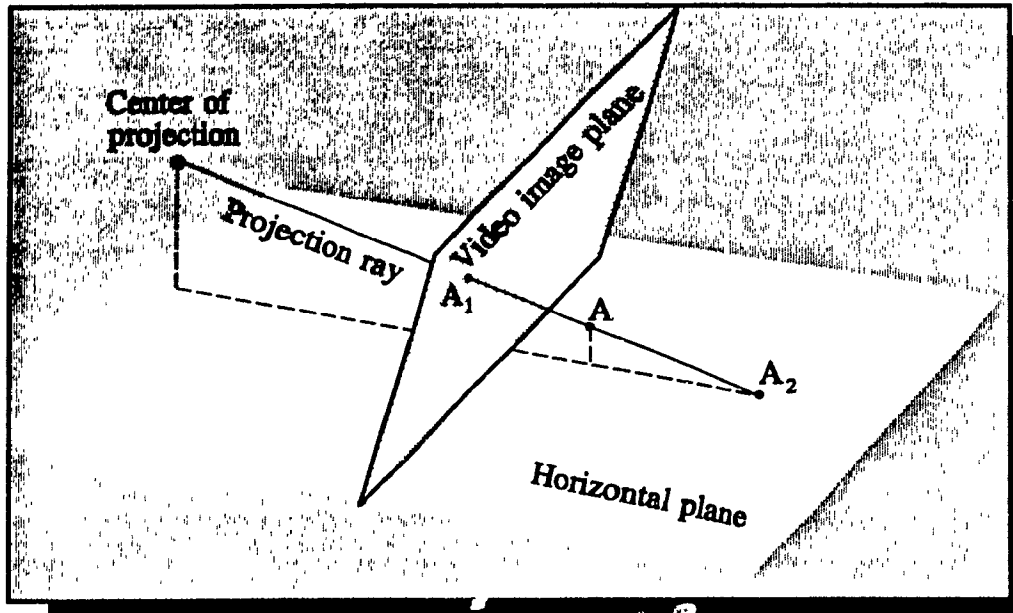 Center of
projection
Projection ray
Video image plane
A₁
A
A₂
Horizontal plane